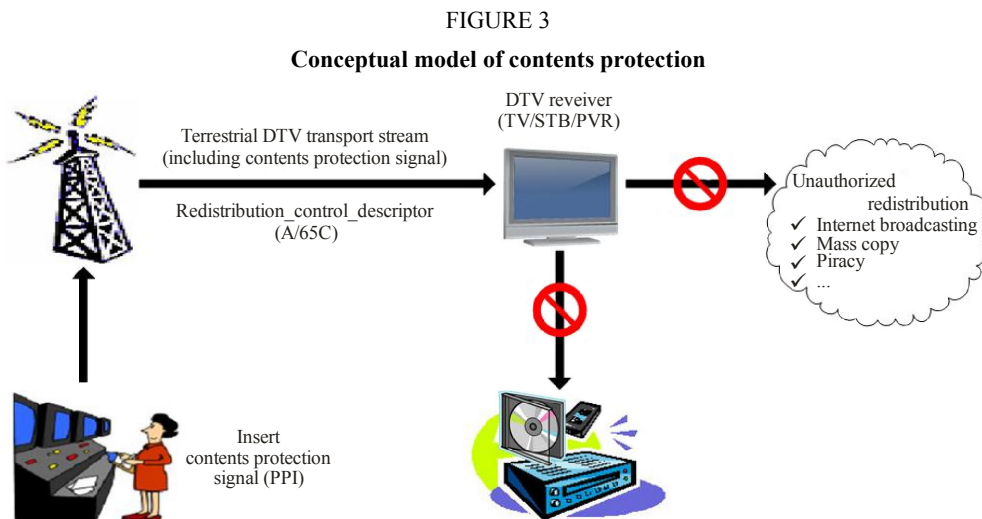 FIGURE 3
Conceptual model of contents protection
DTV reveiver
(TV/STB/PVR)
Terrestrial DTV transport stream
(including contents protection signal)
Redistribution_control_descriptor
(A/65C)
Unauthorized
redistribution
✓ Internet broadcasting
✓ Mass copy
✓ Piracy
✓ ...
Insert
contents protection
signal (PPI)